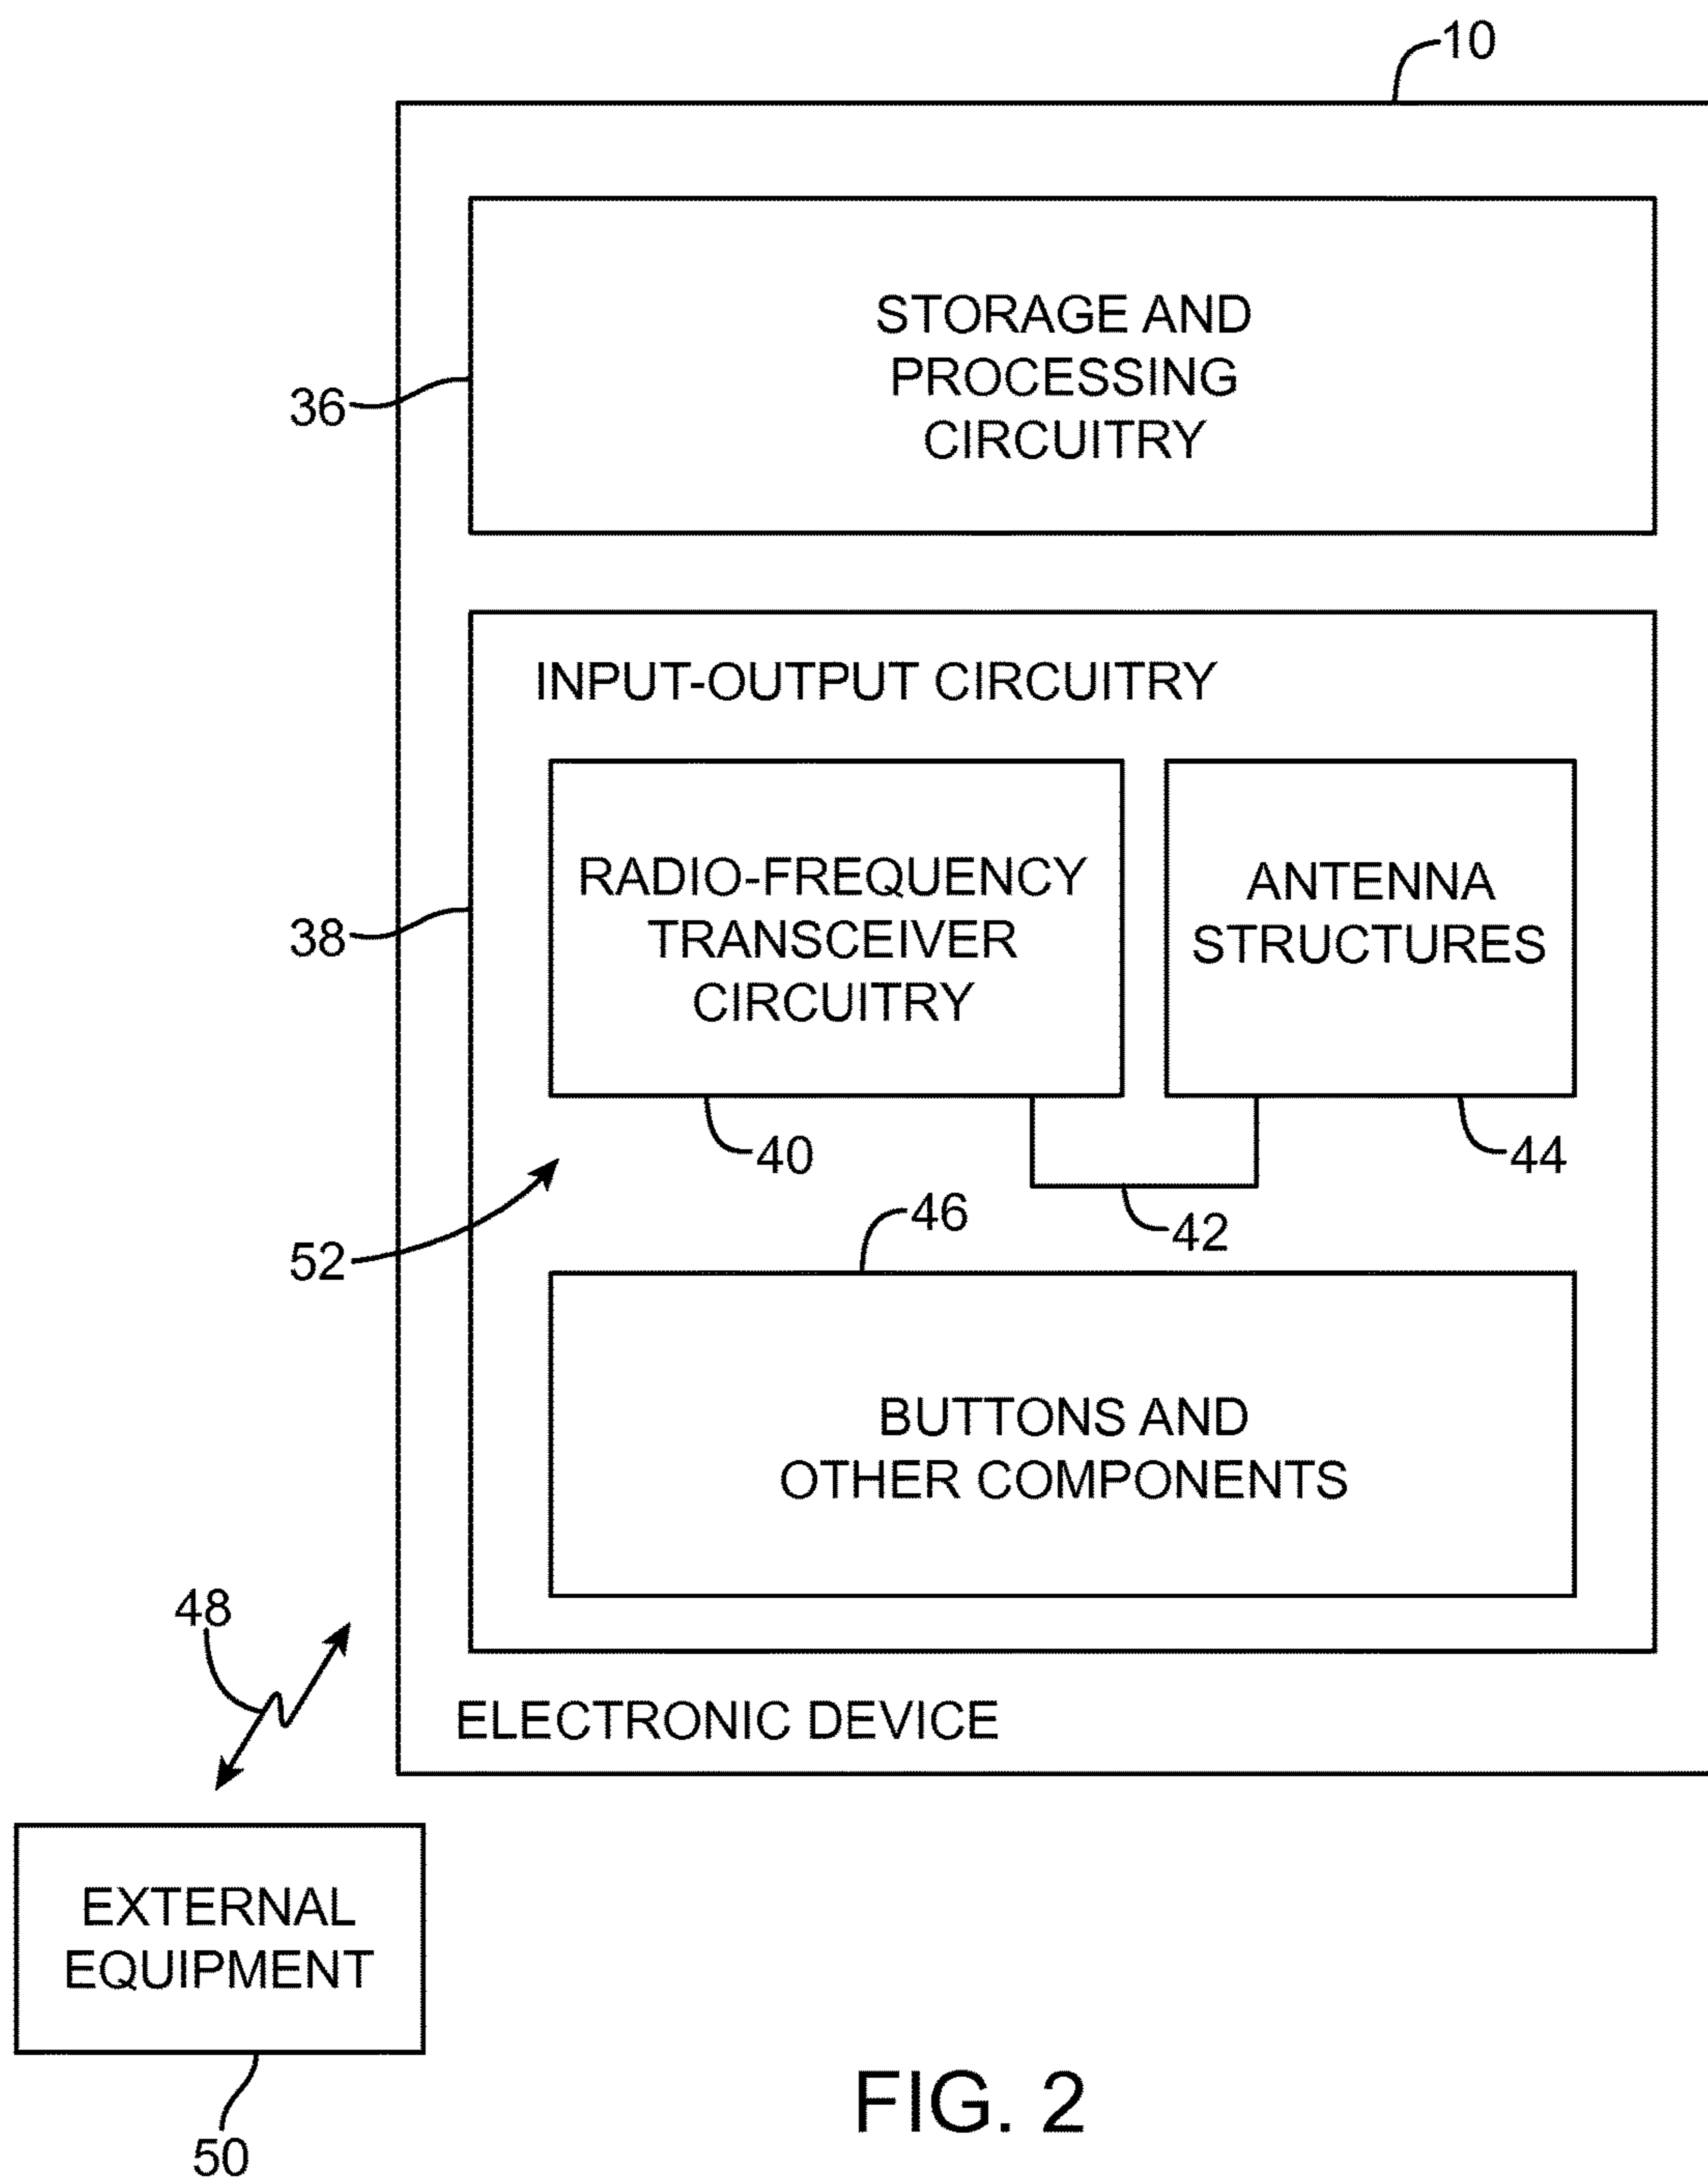 10
STORAGE AND
PROCESSING
CIRCUITRY
36
INPUT-OUTPUT CIRCUITRY
RADIO-FREQUENCY
TRANSCEIVER
CIRCUITRY
ANTENNA
STRUCTURES
38
40
44
42
46
52
BUTTONS AND
OTHER COMPONENTS
48
ELECTRONIC DEVICE
EXTERNAL
EQUIPMENT
50
FIG. 2